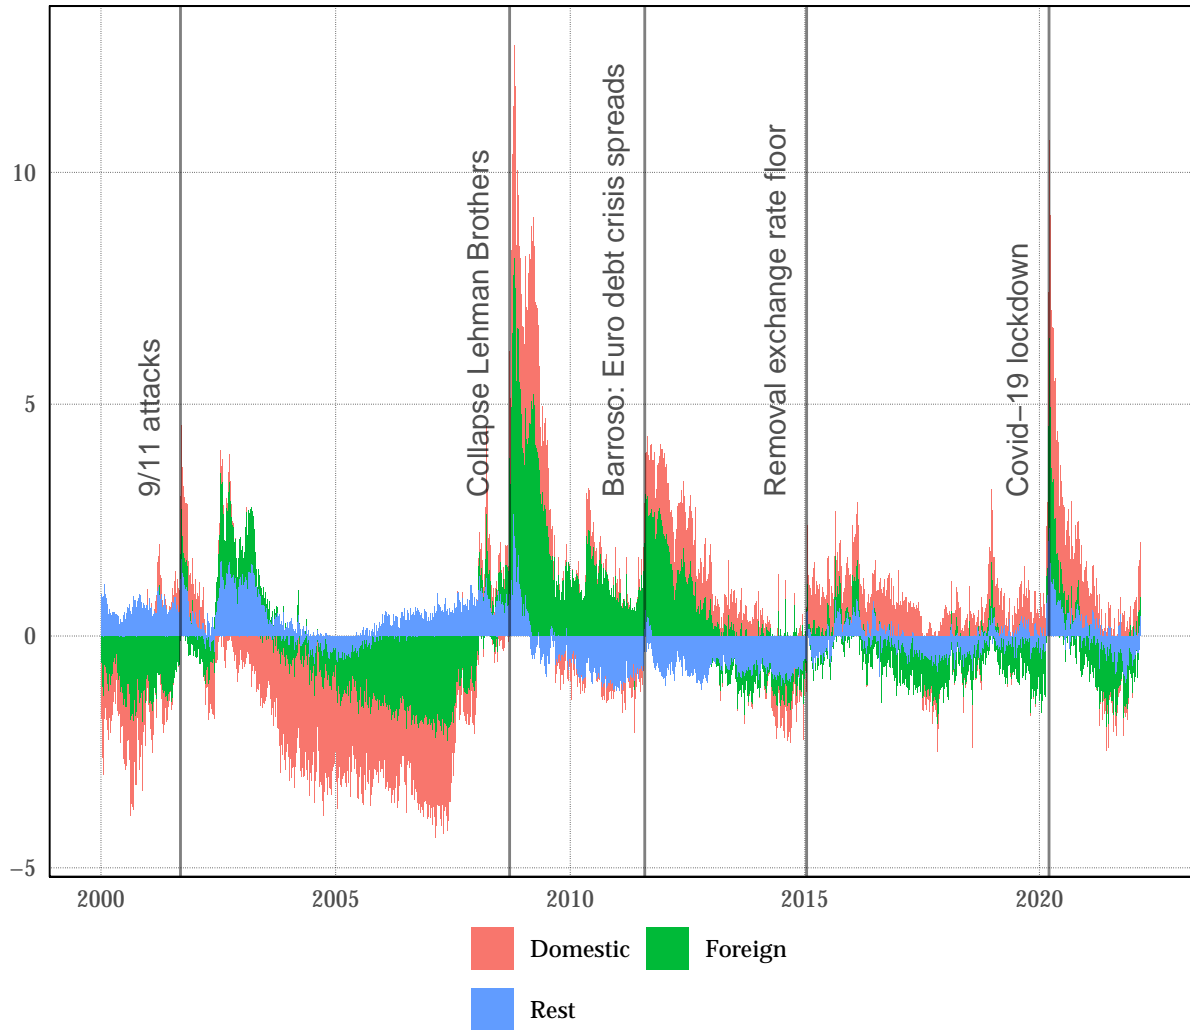 10
5
0
−5
9/11 attacks
Collapse Lehman Brothers
Barroso: Euro debt crisis spreads
Removal exchange rate floor
Covid−19 lockdown
2000 2005 2010 2015 2020
Domestic Foreign
Rest